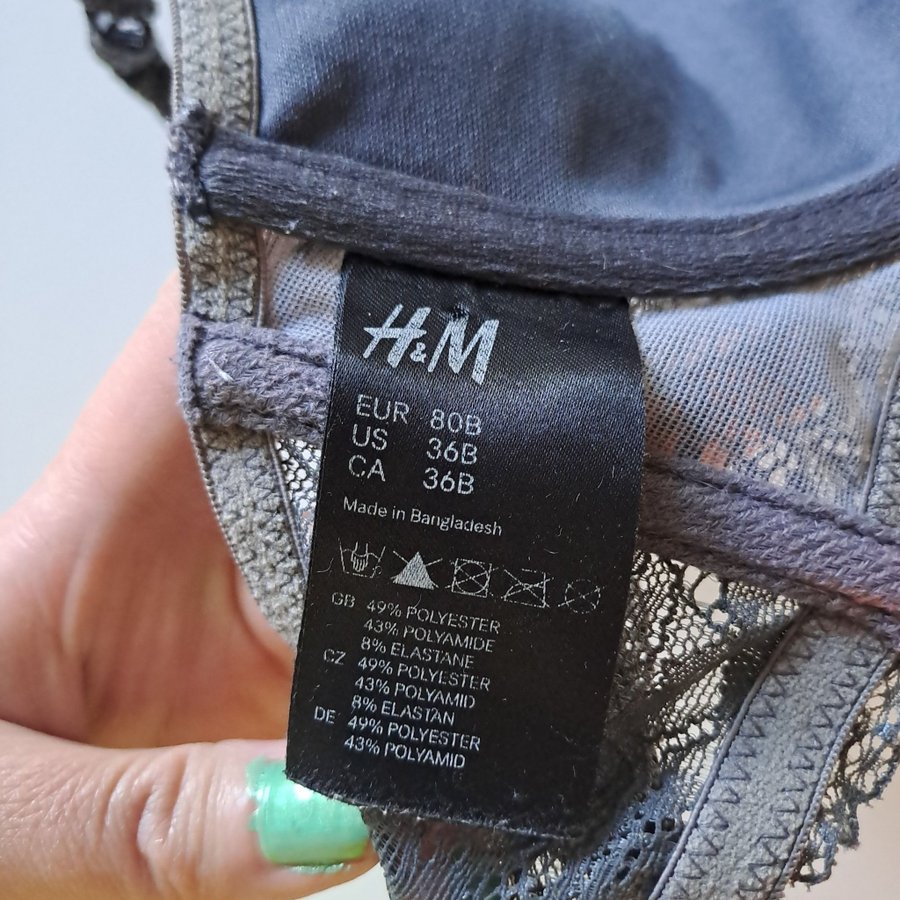 H&M
EUR 80B
US 36B
CA 36B
Made in Bangladesh
GB 49% POLYESTER
43% POLYAMIDE
8% ELASTANE
CZ 49% POLYESTER
43% POLYAMID
8% ELASTAN
DE 49% POLYESTER
43% POLYAMID